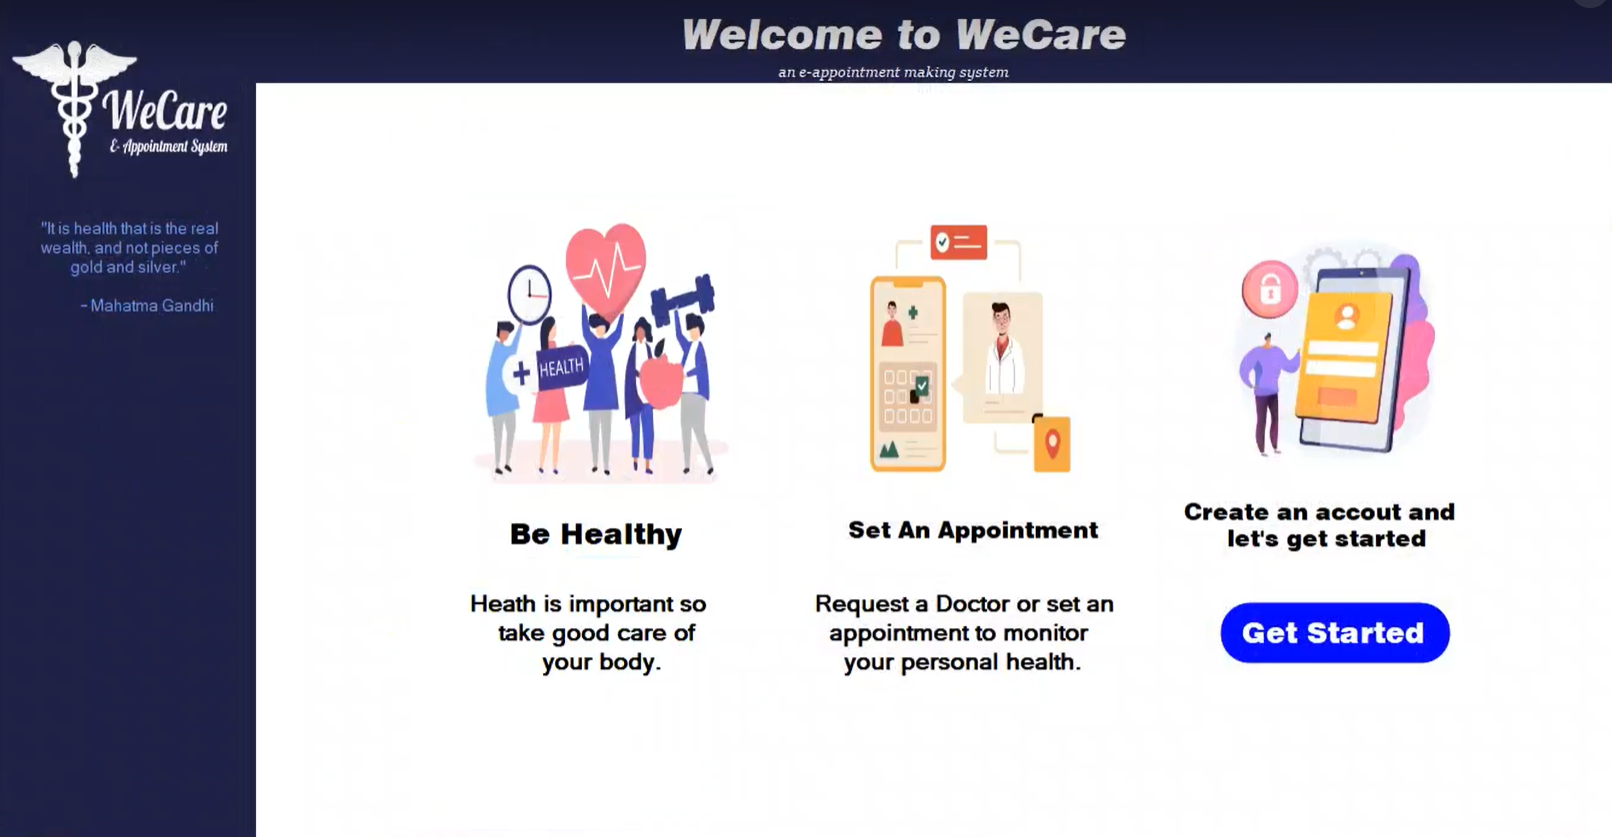 Welcome to WeCare
an e-appointment making system
WeCare
E- Appointment System
"It is health that is the real
wealth, and not pieces of
gold and silver."
– Mahatma Gandhi
HEALTH
Be Healthy
Heath is important so
take good care of
your body.
Set An Appointment
Request a Doctor or set an
appointment to monitor
your personal health.
Create an accout and
let's get started
Get Started